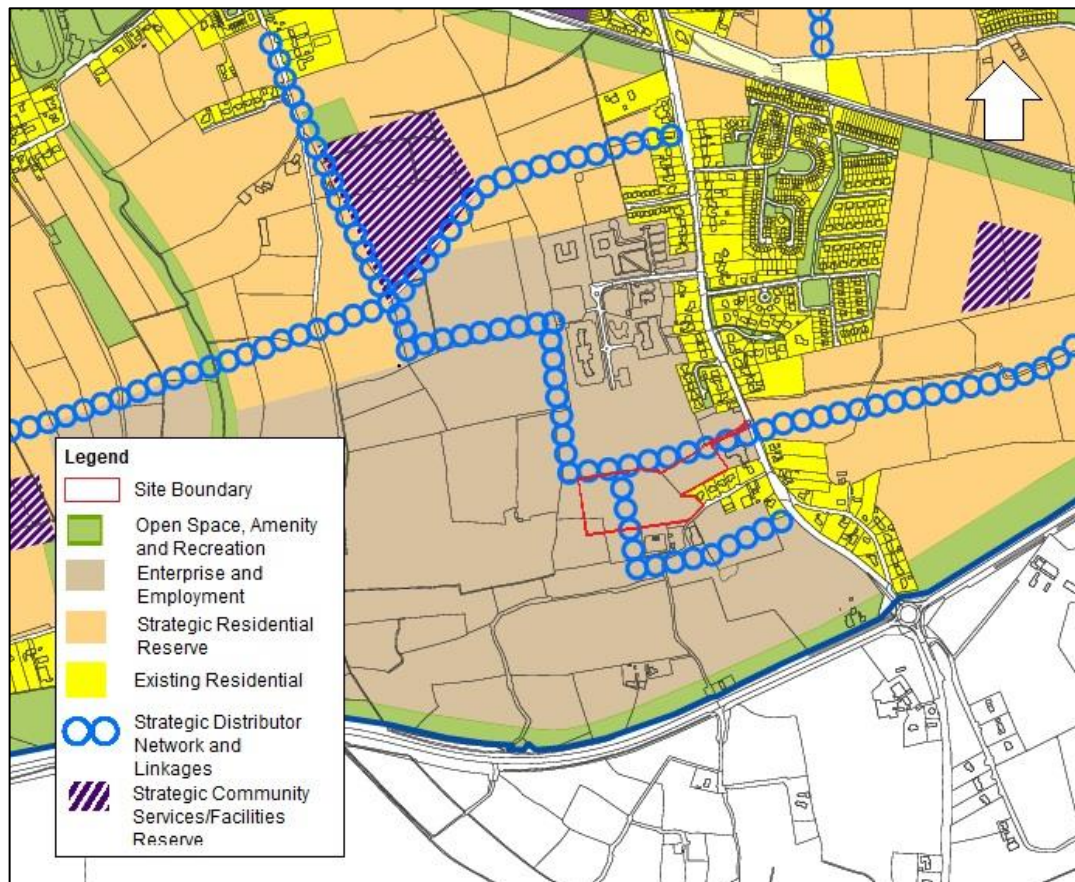 Legend
Site Boundary
Open Space, Amenity
and Recreation
Enterprise and
Employment
Strategic Residential
Reserve
Existing Residential
Strategic Distributor
Network and
Linkages
Strategic Community
Services/Facilities
Reserve